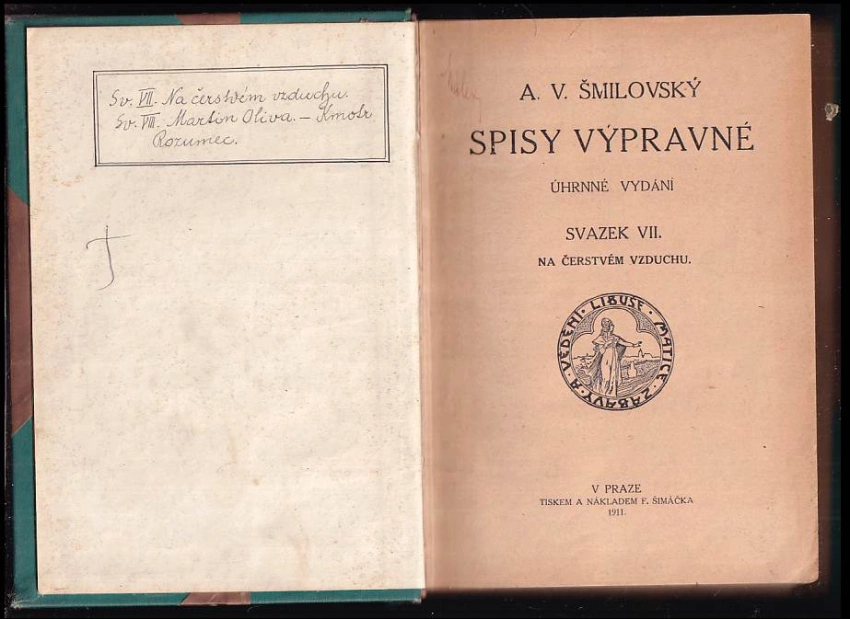 Sv. VII. Na čerstvém vzduchu.
Sv. VIII. Martin Oliva. – Kmotr
Rozumec.
A. V. ŠMILOVSKÝ
SPISY VÝPRAVNÉ
ÚHRNNÉ VYDÁNÍ
SVAZEK VII.
NA ČERSTVÉM VZDUCHU.
LIBUŠE · MATICE · ZÁBAVY · A · VĚDĚNÍ ·
V PRAZE
TISKEM A NÁKLADEM F. ŠIMÁČKA
1911.